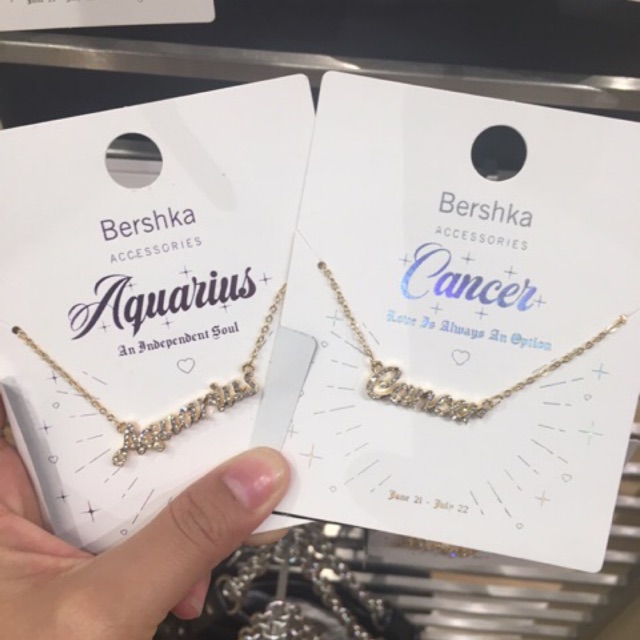 Bershka
ACCESSORIES
Aquarius
An Independent Soul
Aquarius
Bershka
ACCESSORIES
Cancer
Love Is Always An Option
Cancer
June 21 - July 22